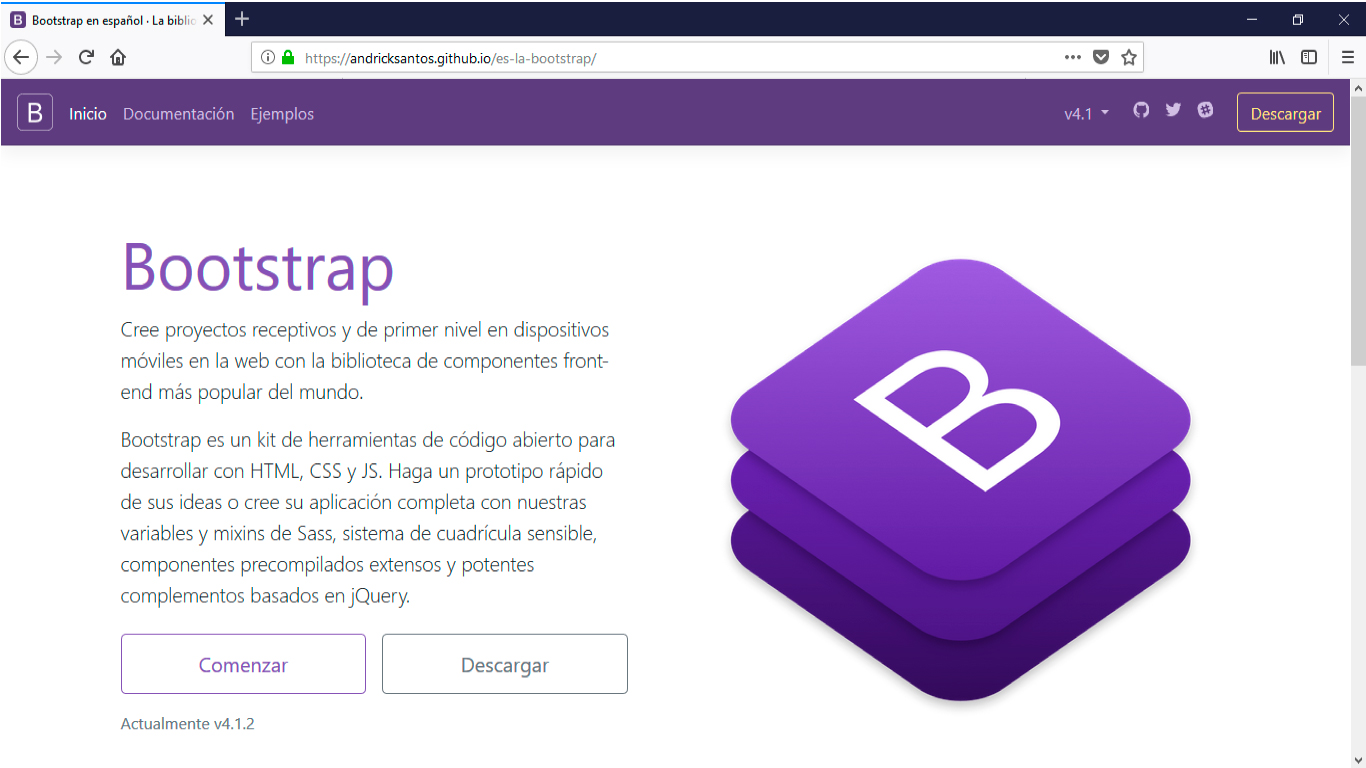 Bootstrap en español · La biblio
https://andricksantos.github.io/es-la-bootstrap/
B Inicio Documentación Ejemplos v4.1 Descargar
Bootstrap
Cree proyectos receptivos y de primer nivel en dispositivos
móviles en la web con la biblioteca de componentes front-
end más popular del mundo.
Bootstrap es un kit de herramientas de código abierto para
desarrollar con HTML, CSS y JS. Haga un prototipo rápido
de sus ideas o cree su aplicación completa con nuestras
variables y mixins de Sass, sistema de cuadrícula sensible,
componentes precompilados extensos y potentes
complementos basados en jQuery.
Comenzar Descargar
Actualmente v4.1.2
B